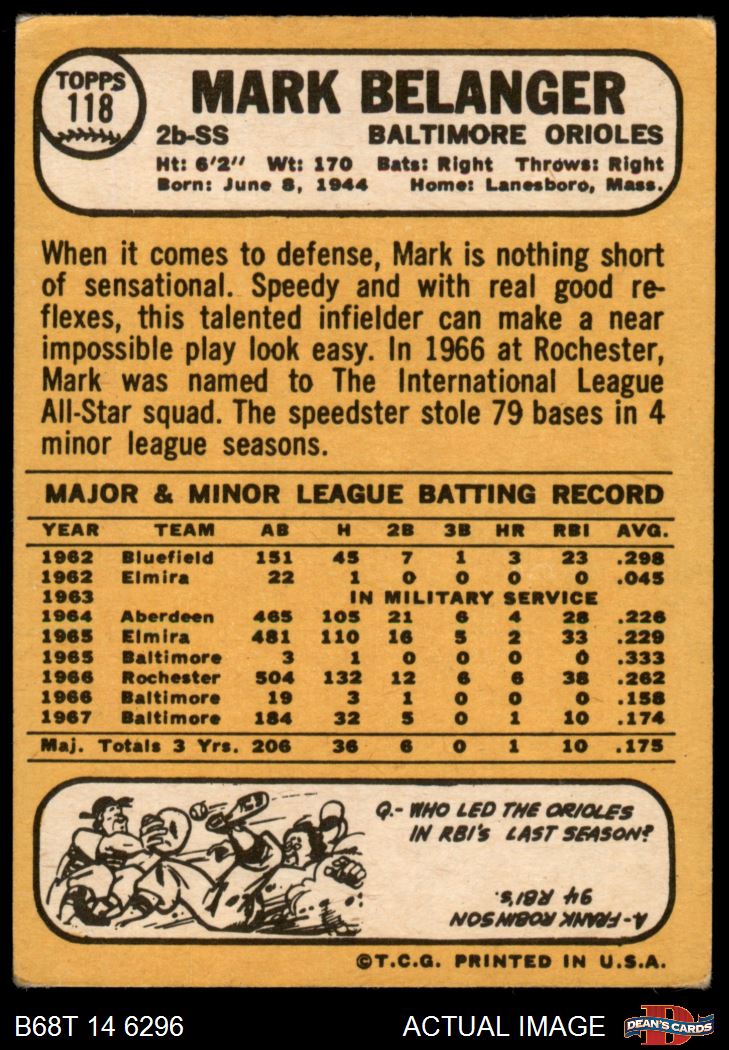 TOPPS
118
MARK BELANGER
2b-SS BALTIMORE ORIOLES
Ht: 6'2" Wt: 170 Bats: Right Throws: Right
Born: June 8, 1944 Home: Lanesboro, Mass.
When it comes to defense, Mark is nothing short
of sensational. Speedy and with real good re-
flexes, this talented infielder can make a near
impossible play look easy. In 1966 at Rochester,
Mark was named to The International League
All-Star squad. The speedster stole 79 bases in 4
minor league seasons.
MAJOR & MINOR LEAGUE BATTING RECORD
YEAR TEAM AB H 2B 3B HR RBI AVG.
1962 Bluefield 151 45 7 1 3 23 .298
1962 Elmira 22 1 0 0 0 0 .045
1963 IN MILITARY SERVICE
1964 Aberdeen 465 105 21 6 4 28 .226
1965 Elmira 481 110 16 5 2 33 .229
1965 Baltimore 3 1 0 0 0 0 .333
1966 Rochester 504 132 12 6 6 38 .262
1966 Baltimore 19 3 1 0 0 0 .158
1967 Baltimore 184 32 5 0 1 10 .174
Maj. Totals 3 Yrs. 206 36 6 0 1 10 .175
Q.- WHO LED THE ORIOLES
IN RBI'S LAST SEASON?
A- FRANK ROBINSON
94 RBI'S.
©T.C.G. PRINTED IN U.S.A.
B68T 14 6296 ACTUAL IMAGE
D
DEAN'S CARDS